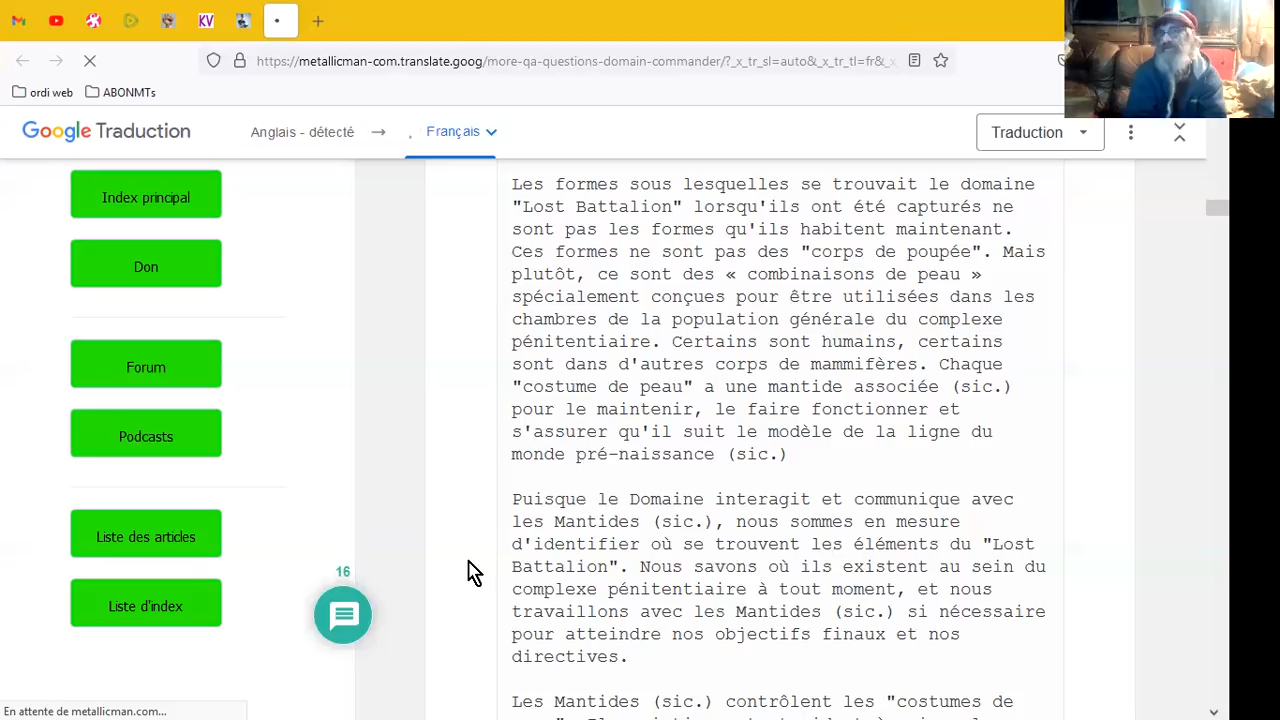 KV
https://metallicman-com.translate.goog/more-qa-questions-domain-commander/?_x_tr_sl=auto&_x_tr_tl=fr&_x_
ordi web
ABONMTs
Google Traduction
Anglais - détecté
Français
Traduction
Index principal
Don
Forum
Podcasts
Liste des articles
Liste d'index
16
Les formes sous lesquelles se trouvait le domaine
"Lost Battalion" lorsqu'ils ont été capturés ne
sont pas les formes qu'ils habitent maintenant.
Ces formes ne sont pas des "corps de poupée". Mais
plutôt, ce sont des « combinaisons de peau »
spécialement conçues pour être utilisées dans les
chambres de la population générale du complexe
pénitentiaire. Certains sont humains, certains
sont dans d'autres corps de mammifères. Chaque
"costume de peau" a une mantide associée (sic.)
pour le maintenir, le faire fonctionner et
s'assurer qu'il suit le modèle de la ligne du
monde pré-naissance (sic.)
Puisque le Domaine interagit et communique avec
les Mantides (sic.), nous sommes en mesure
d'identifier où se trouvent les éléments du "Lost
Battalion". Nous savons où ils existent au sein du
complexe pénitentiaire à tout moment, et nous
travaillons avec les Mantides (sic.) si nécessaire
pour atteindre nos objectifs finaux et nos
directives.
Les Mantides (sic.) contrôlent les "costumes de
En attente de metallicman.com...